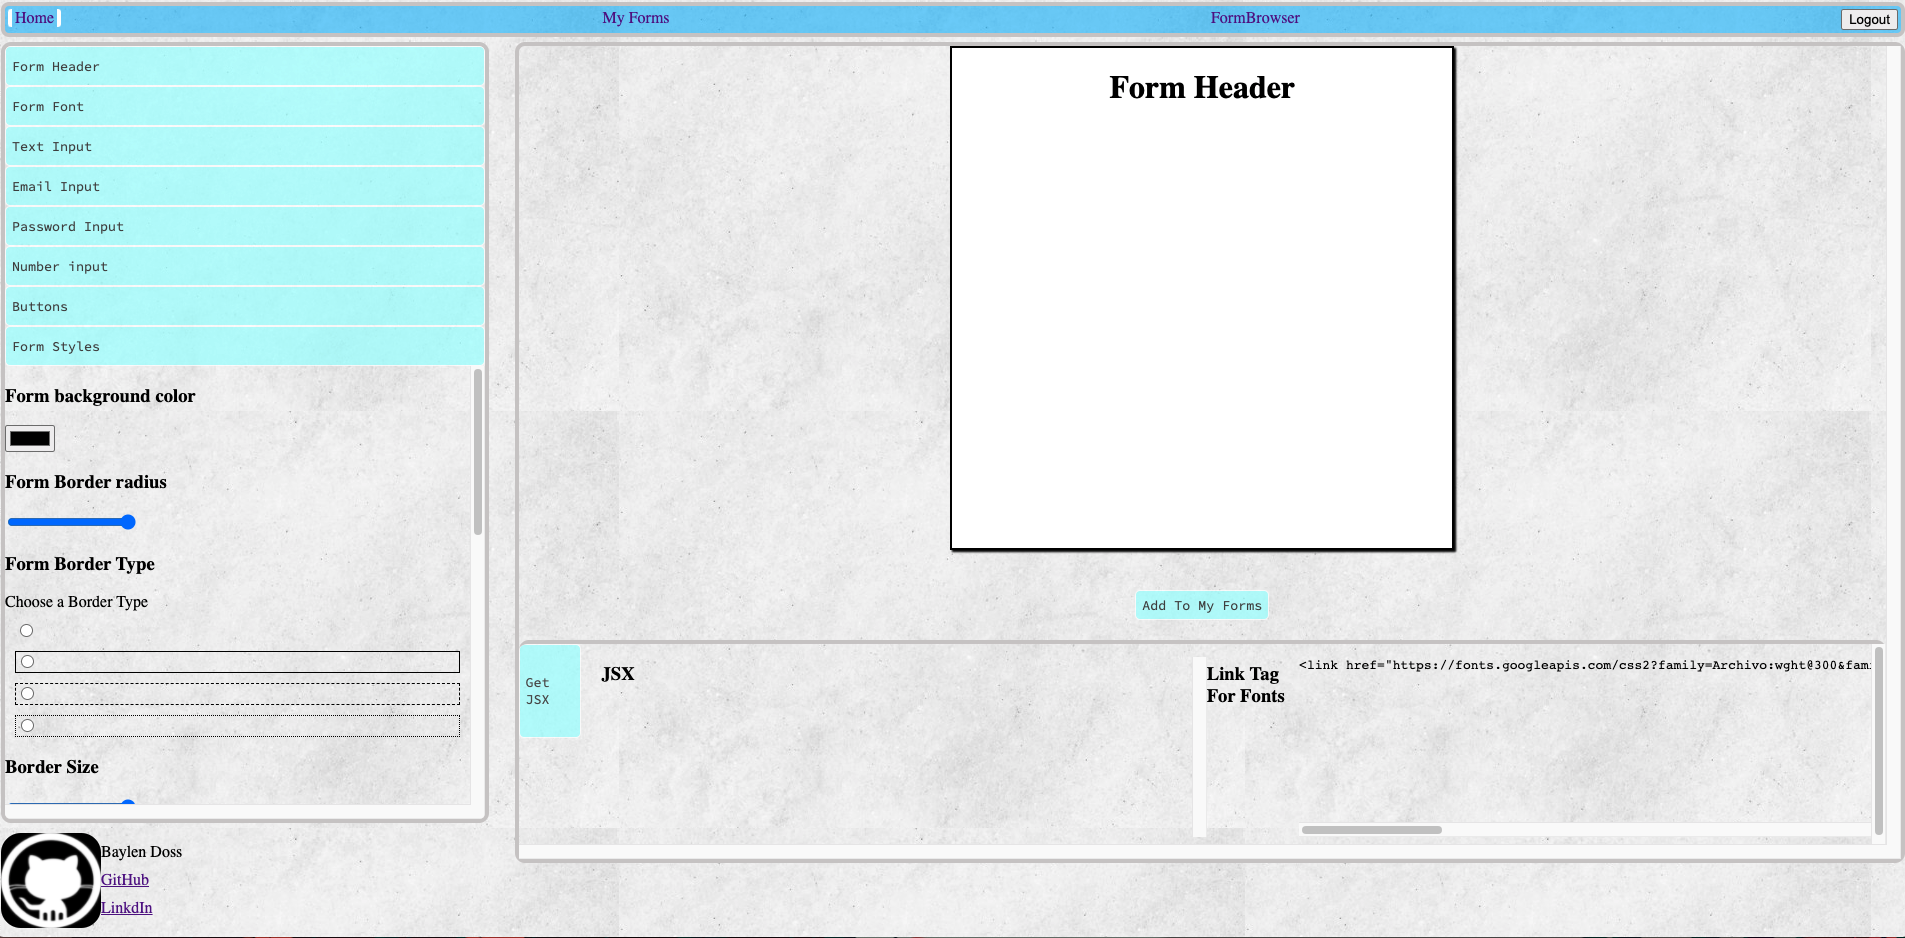 Home
My Forms
FormBrowser
Logout
Form Header
Form Font
Text Input
Email Input
Password Input
Number input
Buttons
Form Styles
Form background color
Form Border radius
Form Border Type
Choose a Border Type
Border Size
Baylen Doss
GitHub
LinkdIn
Form Header
Add To My Forms
Get
JSX
JSX
Link Tag
For Fonts
<link href="https://fonts.googleapis.com/css2?family=Archivo:wght@300&fam